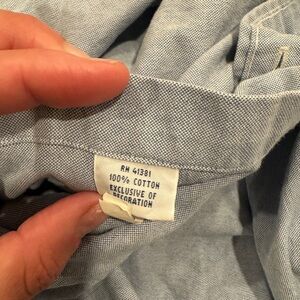 RN 41381
100% COTTON
EXCLUSIVE OF
DECORATION